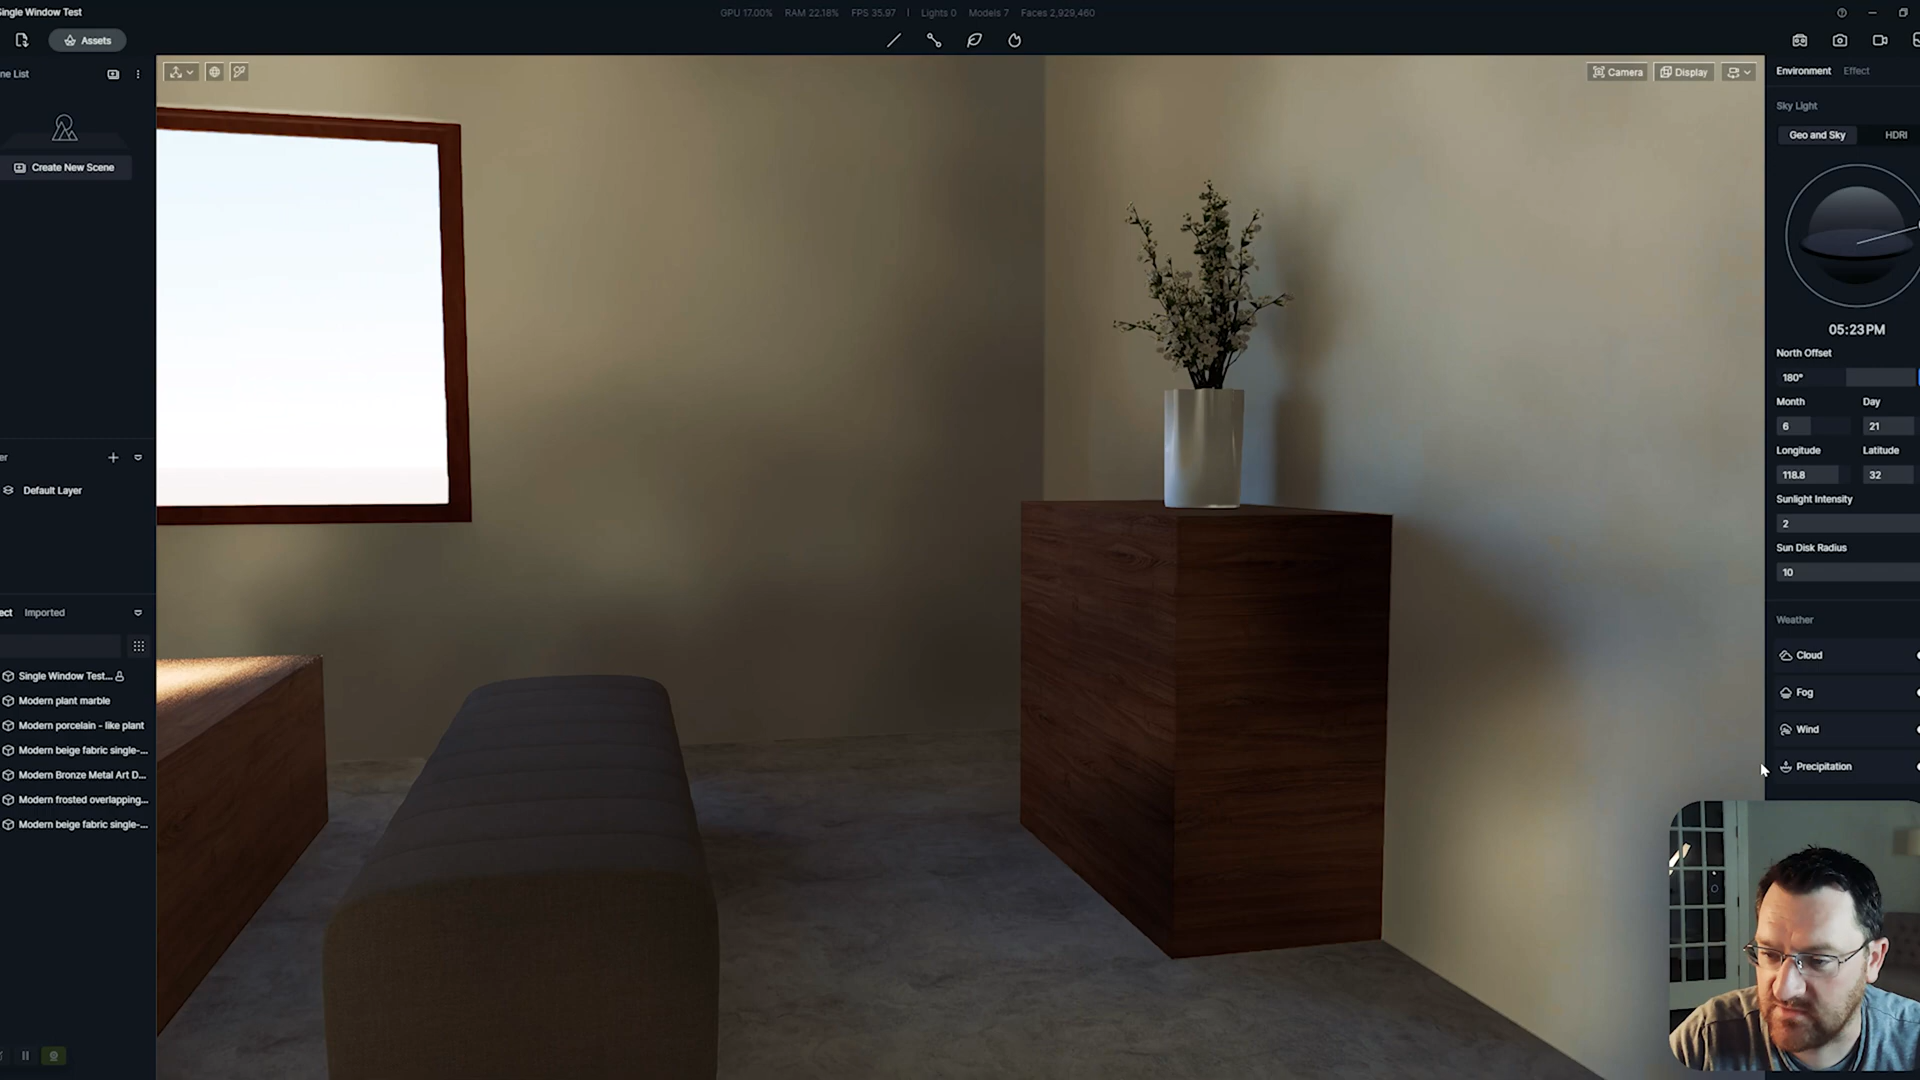 Single Window Test
GPU 17.00% RAM 22.18% FPS 35.97 | Lights 0 Models 7 Faces 2,929,460
Assets
ne List
Camera
Display
Environment Effect
Sky Light
Geo and Sky HDRI
Create New Scene
05:23PM
North Offset
180°
Month Day
6 21
Longitude Latitude
118.8 32
Sunlight Intensity
2
Sun Disk Radius
10
er
Default Layer
Weather
Cloud
Fog
Wind
Precipitation
ect Imported
Single Window Test...
Modern plant marble
Modern porcelain - like plant
Modern beige fabric single-...
Modern Bronze Metal Art D...
Modern frosted overlapping...
Modern beige fabric single-...